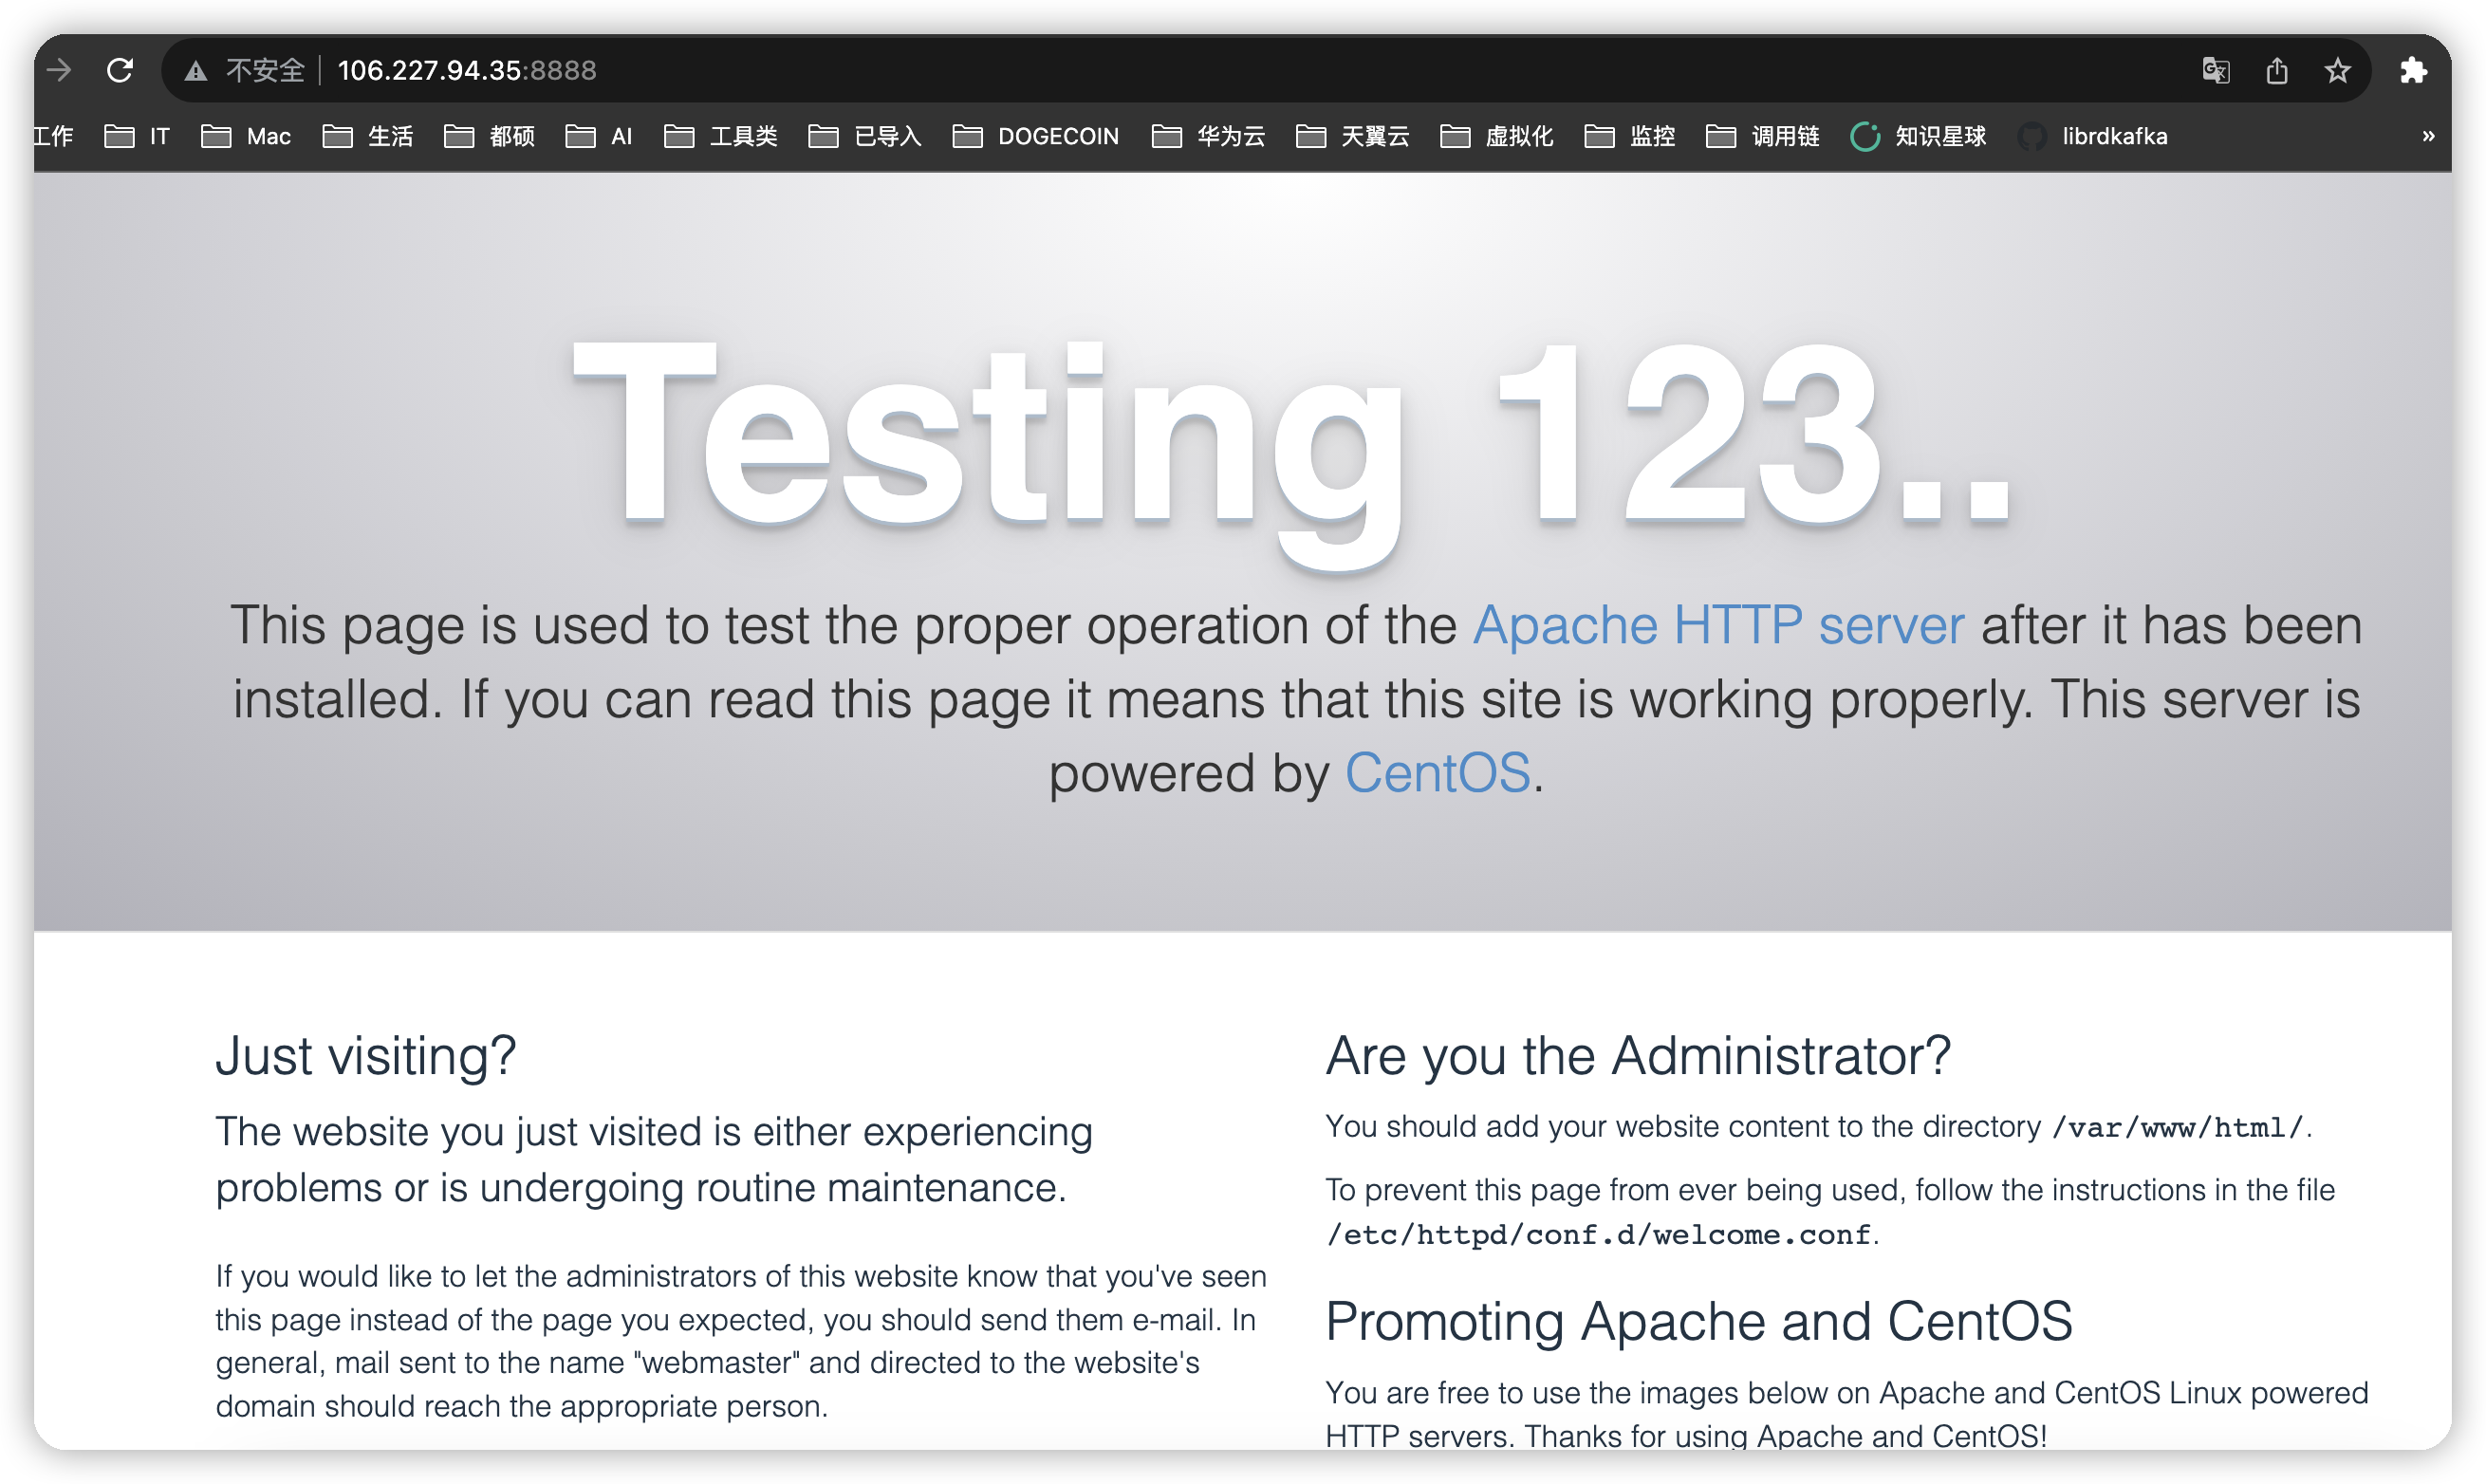 不安全 106.227.94.35:8888
工作 IT Mac 生活 都硕 AI 工具类 已导入 DOGECOIN 华为云 天翼云 虚拟化 监控 调用链 知识星球 librdkafka »
Testing 123..
This page is used to test the proper operation of the Apache HTTP server after it has been
installed. If you can read this page it means that this site is working properly. This server is
powered by CentOS.
Just visiting?
The website you just visited is either experiencing
problems or is undergoing routine maintenance.
If you would like to let the administrators of this website know that you've seen
this page instead of the page you expected, you should send them e-mail. In
general, mail sent to the name "webmaster" and directed to the website's
domain should reach the appropriate person.
Are you the Administrator?
You should add your website content to the directory /var/www/html/.
To prevent this page from ever being used, follow the instructions in the file
/etc/httpd/conf.d/welcome.conf.
Promoting Apache and CentOS
You are free to use the images below on Apache and CentOS Linux powered
HTTP servers. Thanks for using Apache and CentOS!